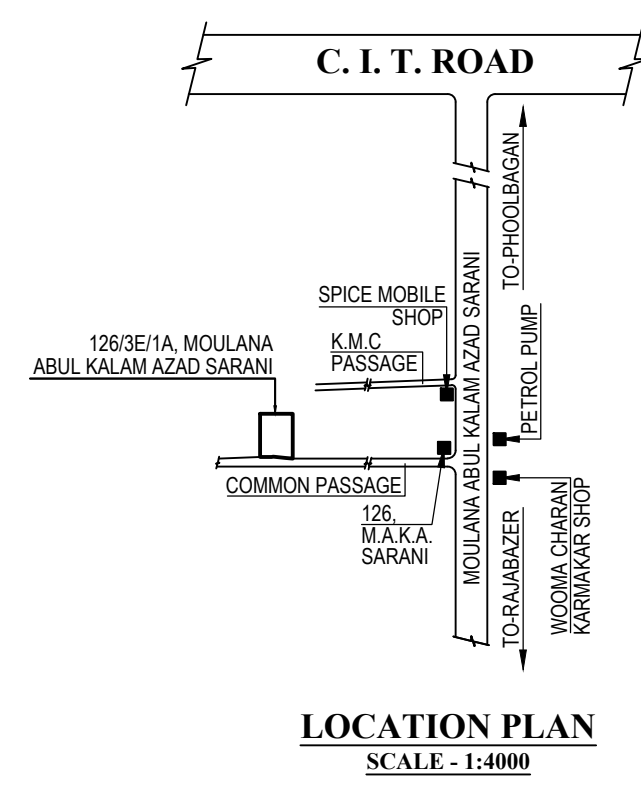 C. I. T. ROAD
TO-PHOOLBAGAN
MOULANA ABUL KALAM AZAD SARANI
SPICE MOBILE
SHOP
K.M.C
PASSAGE
126/3E/1A, MOULANA
ABUL KALAM AZAD SARANI
PETROL PUMP
COMMON PASSAGE
126,
M.A.K.A.
SARANI
TO-RAJABAZER
WOOMA CHARAN
KARMAKAR SHOP
LOCATION PLAN
SCALE - 1:4000